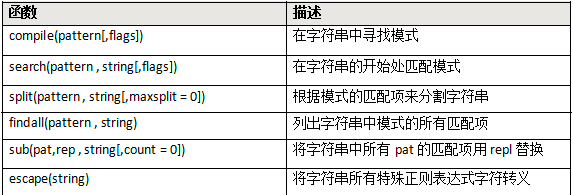 函数 描述
compile(pattern[,flags]) 在字符串中寻找模式
search(pattern , string[,flags]) 在字符串的开始处匹配模式
split(pattern , string[,maxsplit = 0]) 根据模式的匹配项来分割字符串
findall(pattern , string) 列出字符串中模式的所有匹配项
sub(pat,rep , string[,count = 0]) 将字符串中所有 pat 的匹配项用 repl 替换
escape(string) 将字符串所有特殊正则表达式字符转义